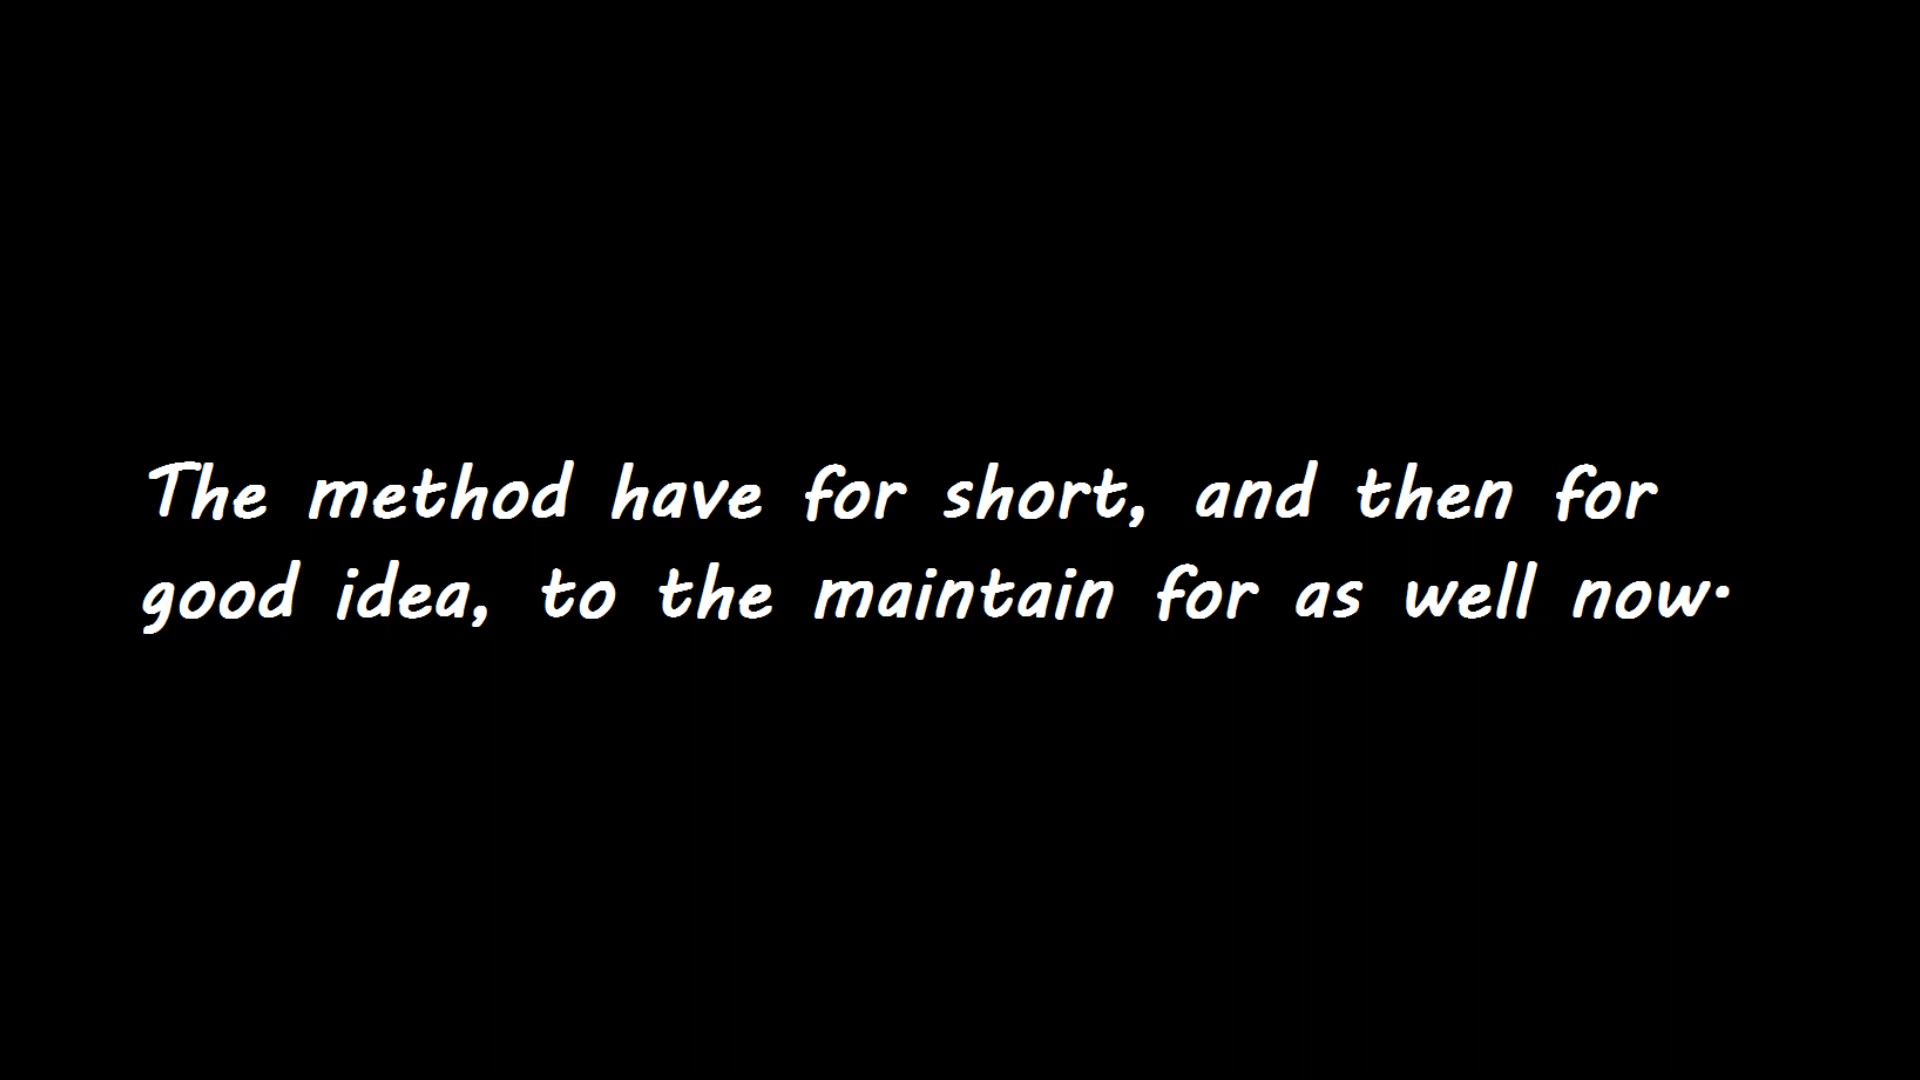 The method have for short, and then for
good idea, to the maintain for as well now.